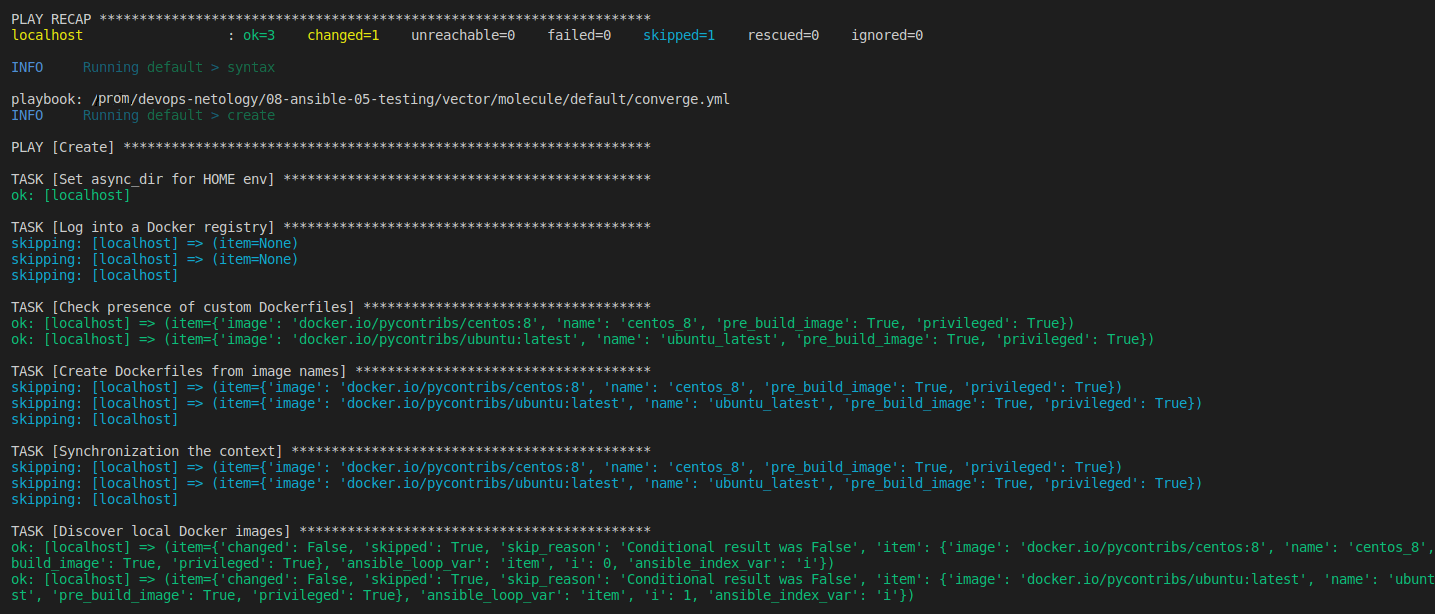 PLAY RECAP *********************************************************************
localhost                  : ok=3    changed=1    unreachable=0    failed=0    skipped=1    rescued=0    ignored=0
INFO     Running default > syntax
playbook: /prom/devops-netology/08-ansible-05-testing/vector/molecule/default/converge.yml
INFO     Running default > create
PLAY [Create] ******************************************************************
TASK [Set async_dir for HOME env] **********************************************
ok: [localhost]
TASK [Log into a Docker registry] **********************************************
skipping: [localhost] => (item=None)
skipping: [localhost] => (item=None)
skipping: [localhost]
TASK [Check presence of custom Dockerfiles] ************************************
ok: [localhost] => (item={'image': 'docker.io/pycontribs/centos:8', 'name': 'centos_8', 'pre_build_image': True, 'privileged': True})
ok: [localhost] => (item={'image': 'docker.io/pycontribs/ubuntu:latest', 'name': 'ubuntu_latest', 'pre_build_image': True, 'privileged': True})
TASK [Create Dockerfiles from image names] *************************************
skipping: [localhost] => (item={'image': 'docker.io/pycontribs/centos:8', 'name': 'centos_8', 'pre_build_image': True, 'privileged': True})
skipping: [localhost] => (item={'image': 'docker.io/pycontribs/ubuntu:latest', 'name': 'ubuntu_latest', 'pre_build_image': True, 'privileged': True})
skipping: [localhost]
TASK [Synchronization the context] *********************************************
skipping: [localhost] => (item={'image': 'docker.io/pycontribs/centos:8', 'name': 'centos_8', 'pre_build_image': True, 'privileged': True})
skipping: [localhost] => (item={'image': 'docker.io/pycontribs/ubuntu:latest', 'name': 'ubuntu_latest', 'pre_build_image': True, 'privileged': True})
skipping: [localhost]
TASK [Discover local Docker images] ********************************************
ok: [localhost] => (item={'changed': False, 'skipped': True, 'skip_reason': 'Conditional result was False', 'item': {'image': 'docker.io/pycontribs/centos:8', 'name': 'centos_8',
build_image': True, 'privileged': True}, 'ansible_loop_var': 'item', 'i': 0, 'ansible_index_var': 'i'})
ok: [localhost] => (item={'changed': False, 'skipped': True, 'skip_reason': 'Conditional result was False', 'item': {'image': 'docker.io/pycontribs/ubuntu:latest', 'name': 'ubunt
st', 'pre_build_image': True, 'privileged': True}, 'ansible_loop_var': 'item', 'i': 1, 'ansible_index_var': 'i'})